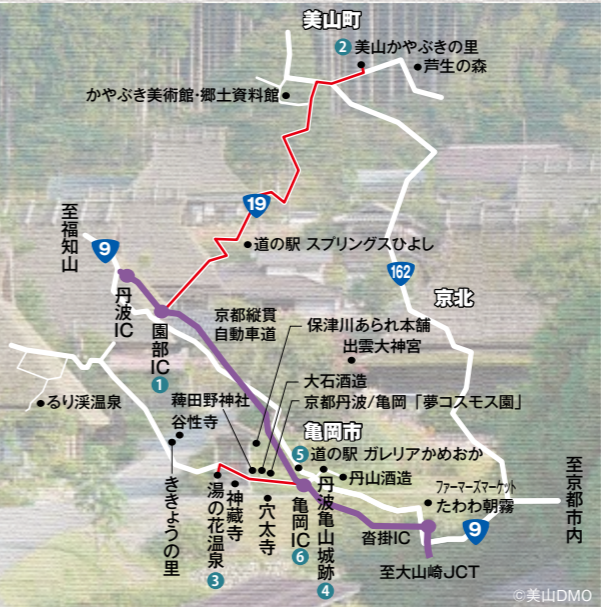 美山町
2 美山かやぶきの里
芦生の森
かやぶき美術館・郷土資料館
19
至福知山
9
道の駅 スプリングスひよし
162
丹波IC
園部IC
1
京都縦貫
自動車道
京北
保津川あられ本舗
出雲大神宮
大石酒造
京都丹波/亀岡「夢コスモス園」
薭田野神社
谷性寺
るり渓温泉
亀岡市
5 道の駅 ガレリアかめおか
丹山酒造
ききょうの里
湯の花温泉
3
神蔵寺
穴太寺
亀岡IC
6
丹波亀山城跡
4
ファーマーズマーケット
たわわ朝霧
沓掛IC
9
至京都市内
至大山崎JCT
©美山DMO